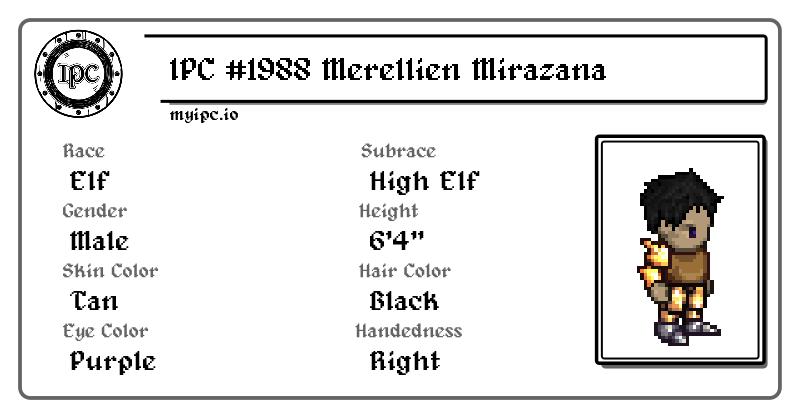 IPC
IPC #1988 Merellien Mirazana
myipc.io
Race
Elf
Subrace
High Elf
Gender
Male
Height
6'4"
Skin Color
Tan
Hair Color
Black
Eye Color
Purple
Handedness
Right